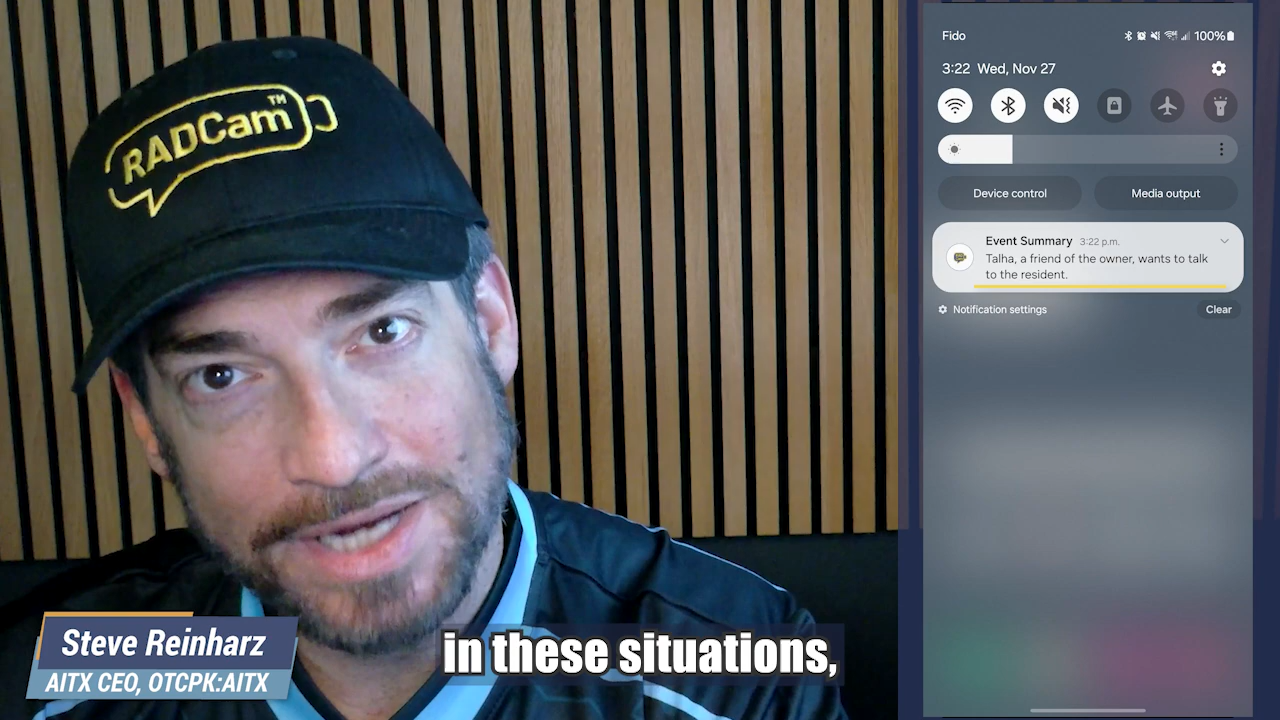 RADCam™
Steve Reinharz
AITX CEO, OTCPK:AITX
in these situations,
Fido
100%
3:22 Wed, Nov 27
Device control
Media output
Event Summary 3:22 p.m.
Talha, a friend of the owner, wants to talk
to the resident.
Notification settings
Clear